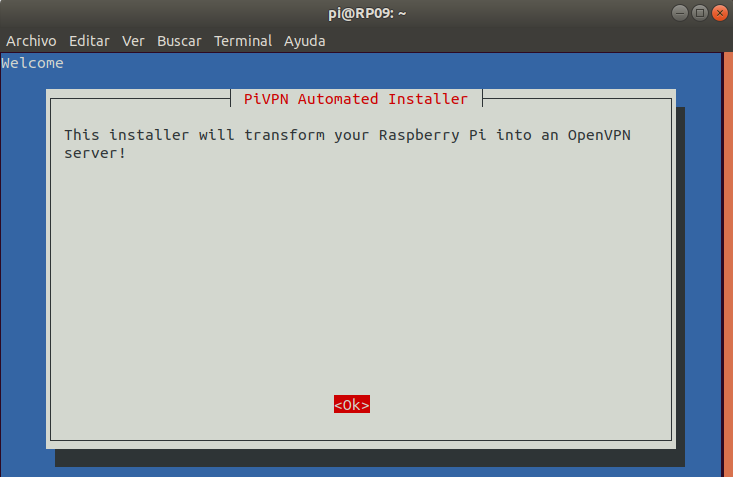 pi@RP09: ~
Archivo Editar Ver Buscar Terminal Ayuda
Welcome
PiVPN Automated Installer
This installer will transform your Raspberry Pi into an OpenVPN
server!
<Ok>